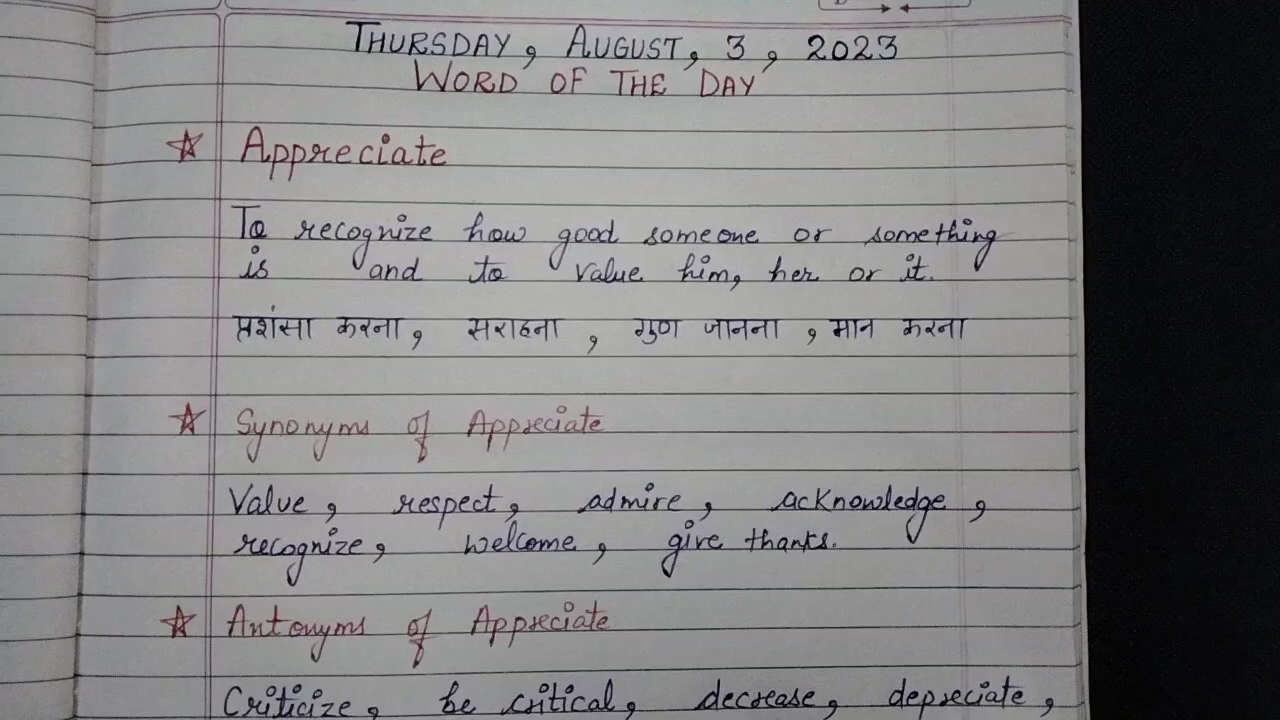 THURSDAY, AUGUST, 3, 2023
WORD OF THE DAY
☆ Appreciate
To recognize how good someone or something
is and to value him, her or it.
प्रशंसा करना, सराहना, गुण जानना, मान करना
☆ Synonyms of Appreciate
Value, respect, admire, acknowledge,
recognize, welcome, give thanks.
☆ Antonyms of Appreciate
Criticize, be critical, decrease, depreciate,